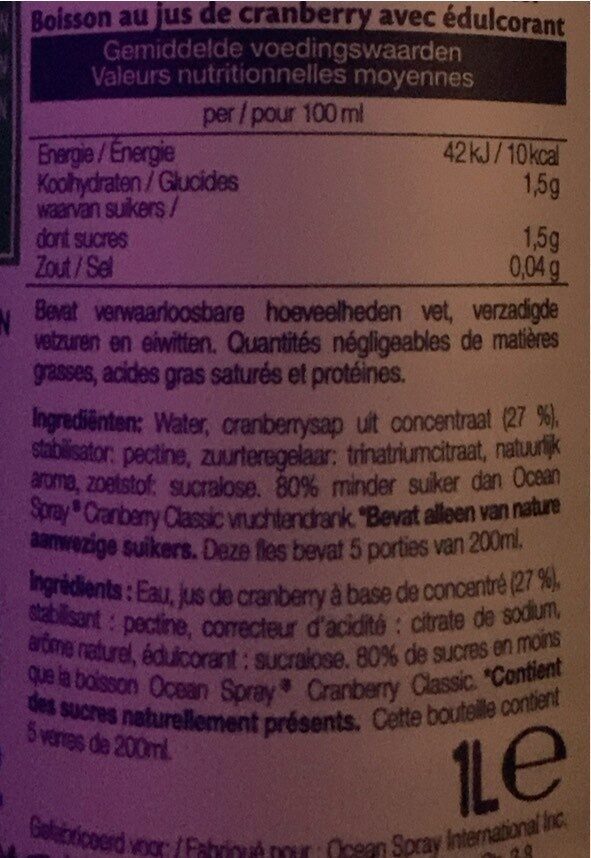 Boisson au jus de cranberry avec édulcorant
Gemiddelde voedingswaarden
Valeurs nutritionnelles moyennes
per / pour 100 ml
Energie / Énergie 42 kJ / 10 kcal
Koolhydraten / Glucides 1,5g
waarvan suikers /
dont sucres 1,5g
Zout / Sel 0,04 g
Bevat verwaarloosbare hoeveelheden vet, verzadigde
vetzuren en eiwitten. Quantités négligeables de matières
grasses, acides gras saturés et protéines.
Ingrediënten: Water, cranberrysap uit concentraat (27 %),
stabilisator: pectine, zuurteregelaar: trinatriumcitraat, natuurlijk
aroma, zoetstof: sucralose. 80% minder suiker dan Ocean
Spray® Cranberry Classic vruchtendrank. *Bevat alleen van nature
aanwezige suikers. Deze fles bevat 5 porties van 200ml.
Ingrédients : Eau, jus de cranberry à base de concentré (27 %),
stabilisant : pectine, correcteur d'acidité : citrate de sodium,
arôme naturel, édulcorant : sucralose. 80% de sucres en moins
que la boisson Ocean Spray® Cranberry Classic. *Contient
des sucres naturellement présents. Cette bouteille contient
5 verres de 200ml.
1L e
Gefabriceerd voor: / Fabriqué pour : Ocean Spray International Inc.